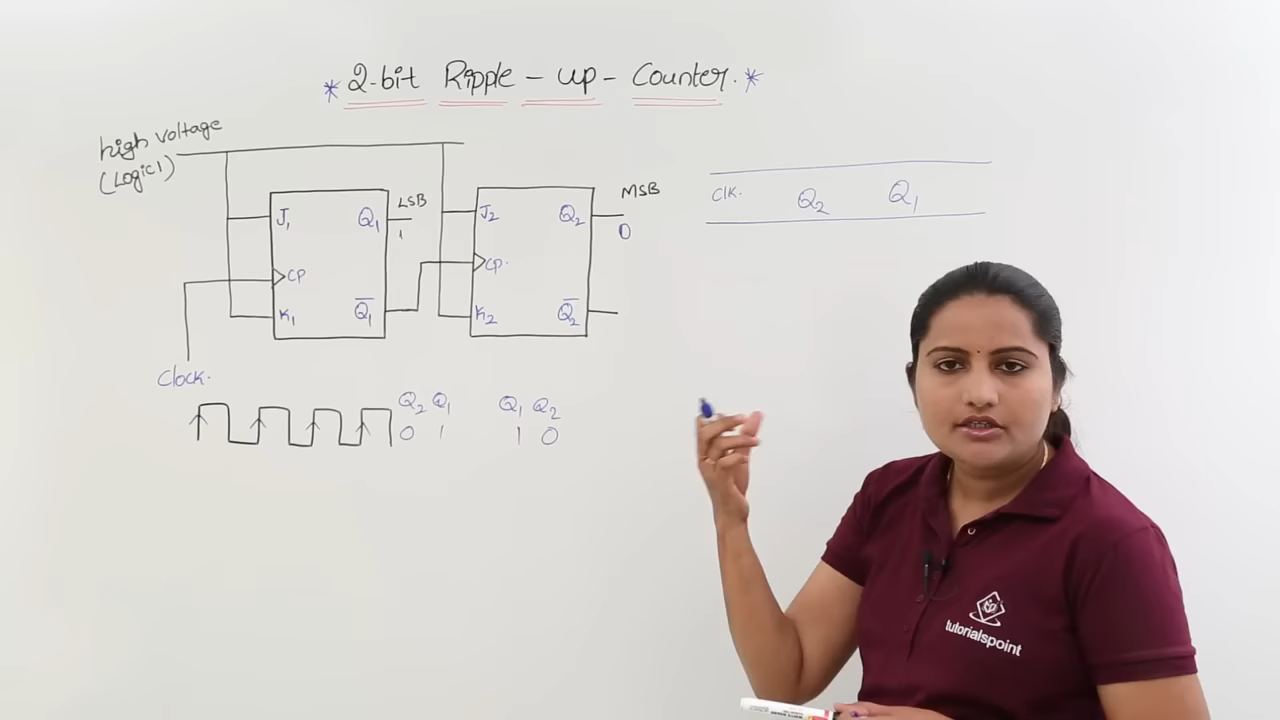 * 2-bit Ripple - up - Counter. *
high voltage
(Logic1)
LSB
MSB
J₁ Q₁
1
J₂ Q₂
0
CP
CP.
K₁ Q̅₁
K₂ Q̅₂
Clock.
Q₂ Q₁
0 1
Q₁ Q₂
1 0
Clk. Q₂ Q₁
tutorialspoint